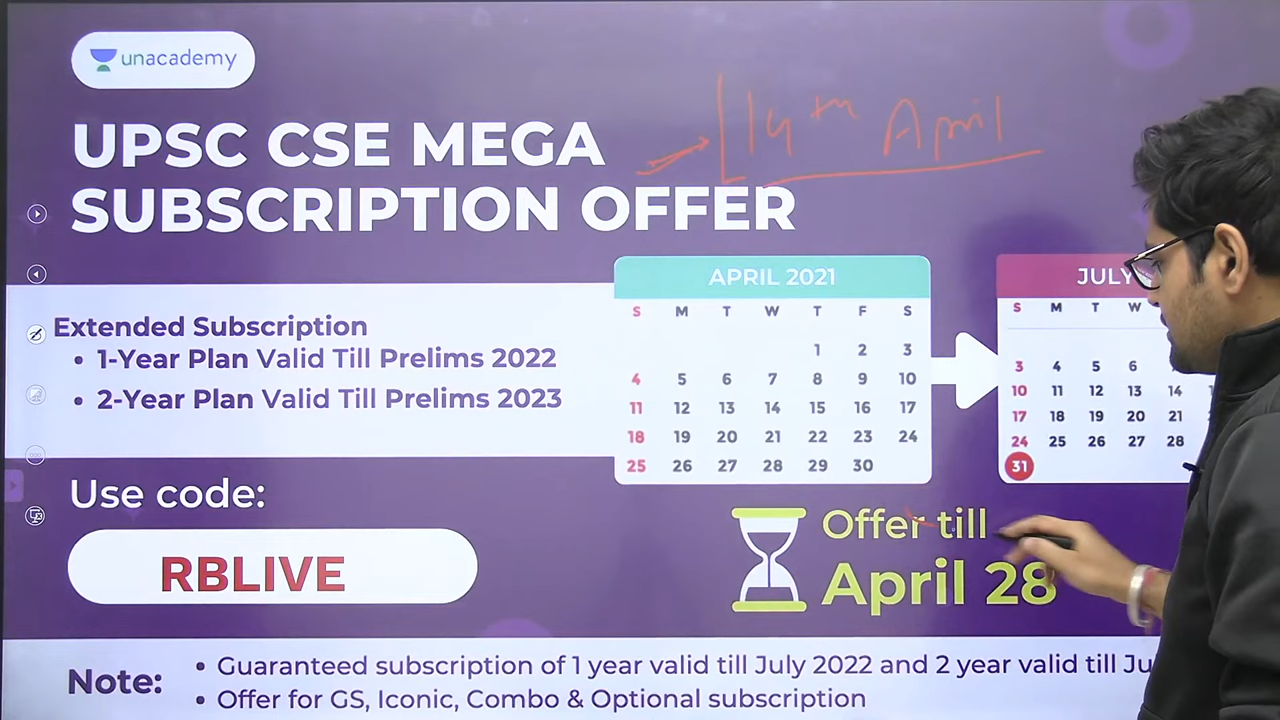 unacademy
14th April
UPSC CSE MEGA
SUBSCRIPTION OFFER
Extended Subscription
• 1-Year Plan Valid Till Prelims 2022
• 2-Year Plan Valid Till Prelims 2023
APRIL 2021
S M T W T F S
1 2 3
4 5 6 7 8 9 10
11 12 13 14 15 16 17
18 19 20 21 22 23 24
25 26 27 28 29 30
JULY
S M T W
3 4 5 6
10 11 12 13 14
17 18 19 20 21
24 25 26 27 28
31
Use code:
RBLIVE
Offer till
April 28
Note:
• Guaranteed subscription of 1 year valid till July 2022 and 2 year valid till Ju
• Offer for GS, Iconic, Combo & Optional subscription